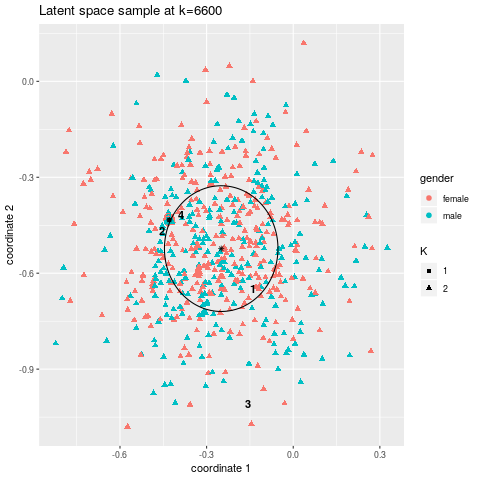 Latent space sample at k=6600
coordinate 2
0.0
-0.3
-0.6
-0.9
4
2
1
3
-0.6
-0.3
0.0
0.3
coordinate 1
gender
female
male
K
1
2